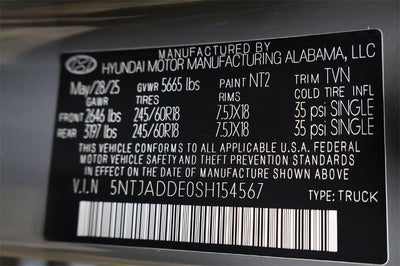 MANUFACTURED BY
HYUNDAI MOTOR MANUFACTURING ALABAMA, LLC
May/28/25 GVWR 5665 lbs PAINT NT2 TRIM TVN
GAWR TIRES RIMS COLD TIRE INFL
FRONT 2646 lbs 245/60R18 7.5JX18 35 psi SINGLE
REAR 3197 lbs 245/60R18 7.5JX18 35 psi SINGLE
THIS VEHICLE CONFORMS TO ALL APPLICABLE U.S.A. FEDERAL
MOTOR VEHICLE SAFETY AND THEFT PREVENTION STANDARDS
IN EFFECT ON THE DATE OF MANUFACTURE SHOWN ABOVE
V.I.N 5NTJADDE0SH154567 TYPE: TRUCK